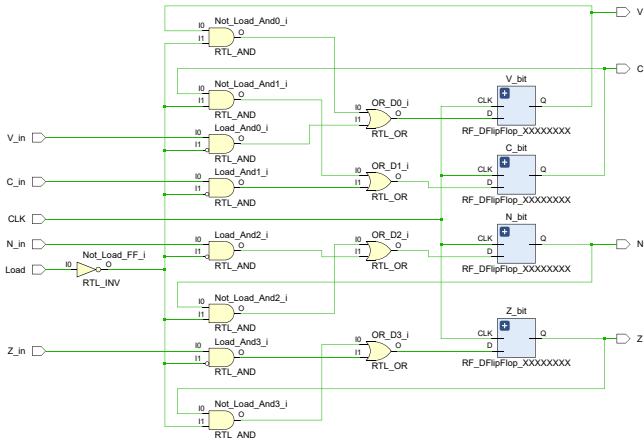 Not_Load_And0_i
V
I0
O
I1
RTL_AND
C
Not_Load_And1_i
I0
O
I1
RTL_AND
OR_D0_i
I0
O
I1
RTL_OR
V_bit
CLK
Q
D
RF_DFlipFlop_XXXXXXXX
V_in
Load_And0_i
I0
O
I1
RTL_AND
C_in
Load_And1_i
I0
O
I1
RTL_AND
OR_D1_i
I0
O
I1
RTL_OR
C_bit
CLK
Q
D
RF_DFlipFlop_XXXXXXXX
CLK
N_in
Load_And2_i
I0
O
I1
RTL_AND
OR_D2_i
I0
O
I1
RTL_OR
N_bit
CLK
Q
D
RF_DFlipFlop_XXXXXXXX
N
Load
Not_Load_FF_i
I0
O
RTL_INV
Not_Load_And2_i
I0
O
I1
RTL_AND
Z_in
Load_And3_i
I0
O
I1
RTL_AND
OR_D3_i
I0
O
I1
RTL_OR
Z_bit
CLK
Q
D
RF_DFlipFlop_XXXXXXXX
Z
Not_Load_And3_i
I0
O
I1
RTL_AND